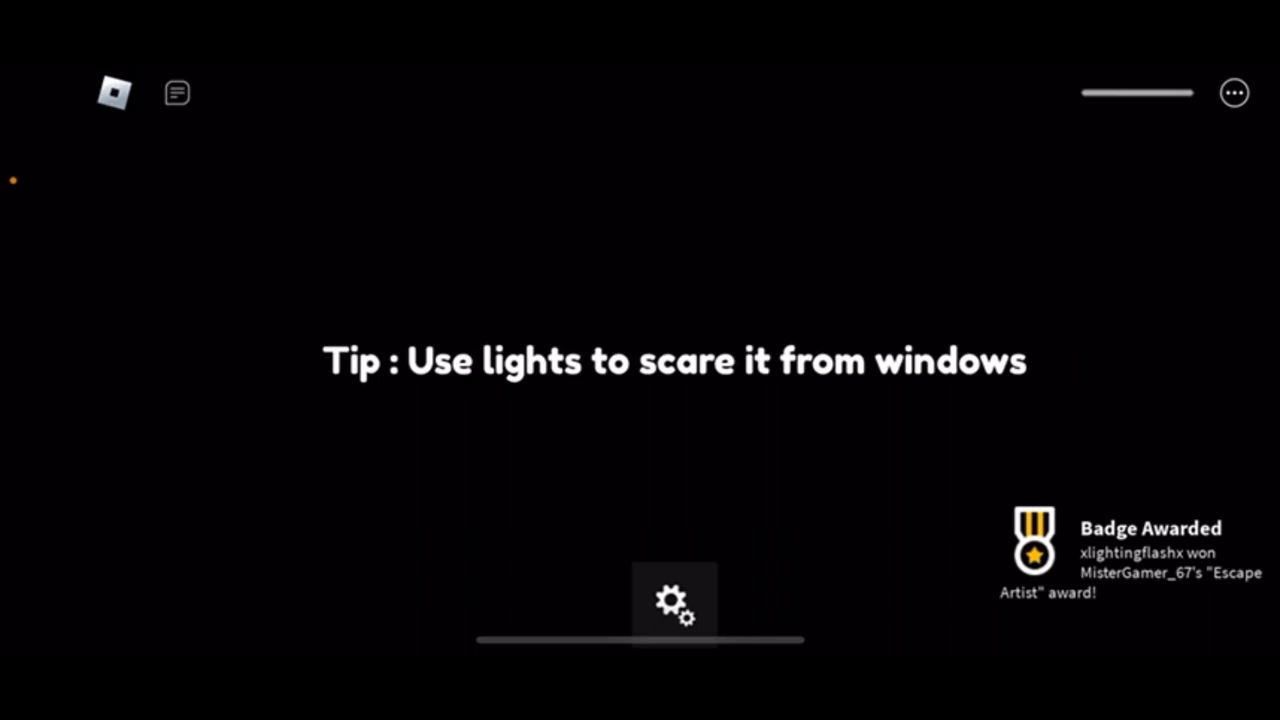 Tip : Use lights to scare it from windows
Badge Awarded
xlightingflashx won
MisterGamer_67's "Escape
Artist" award!